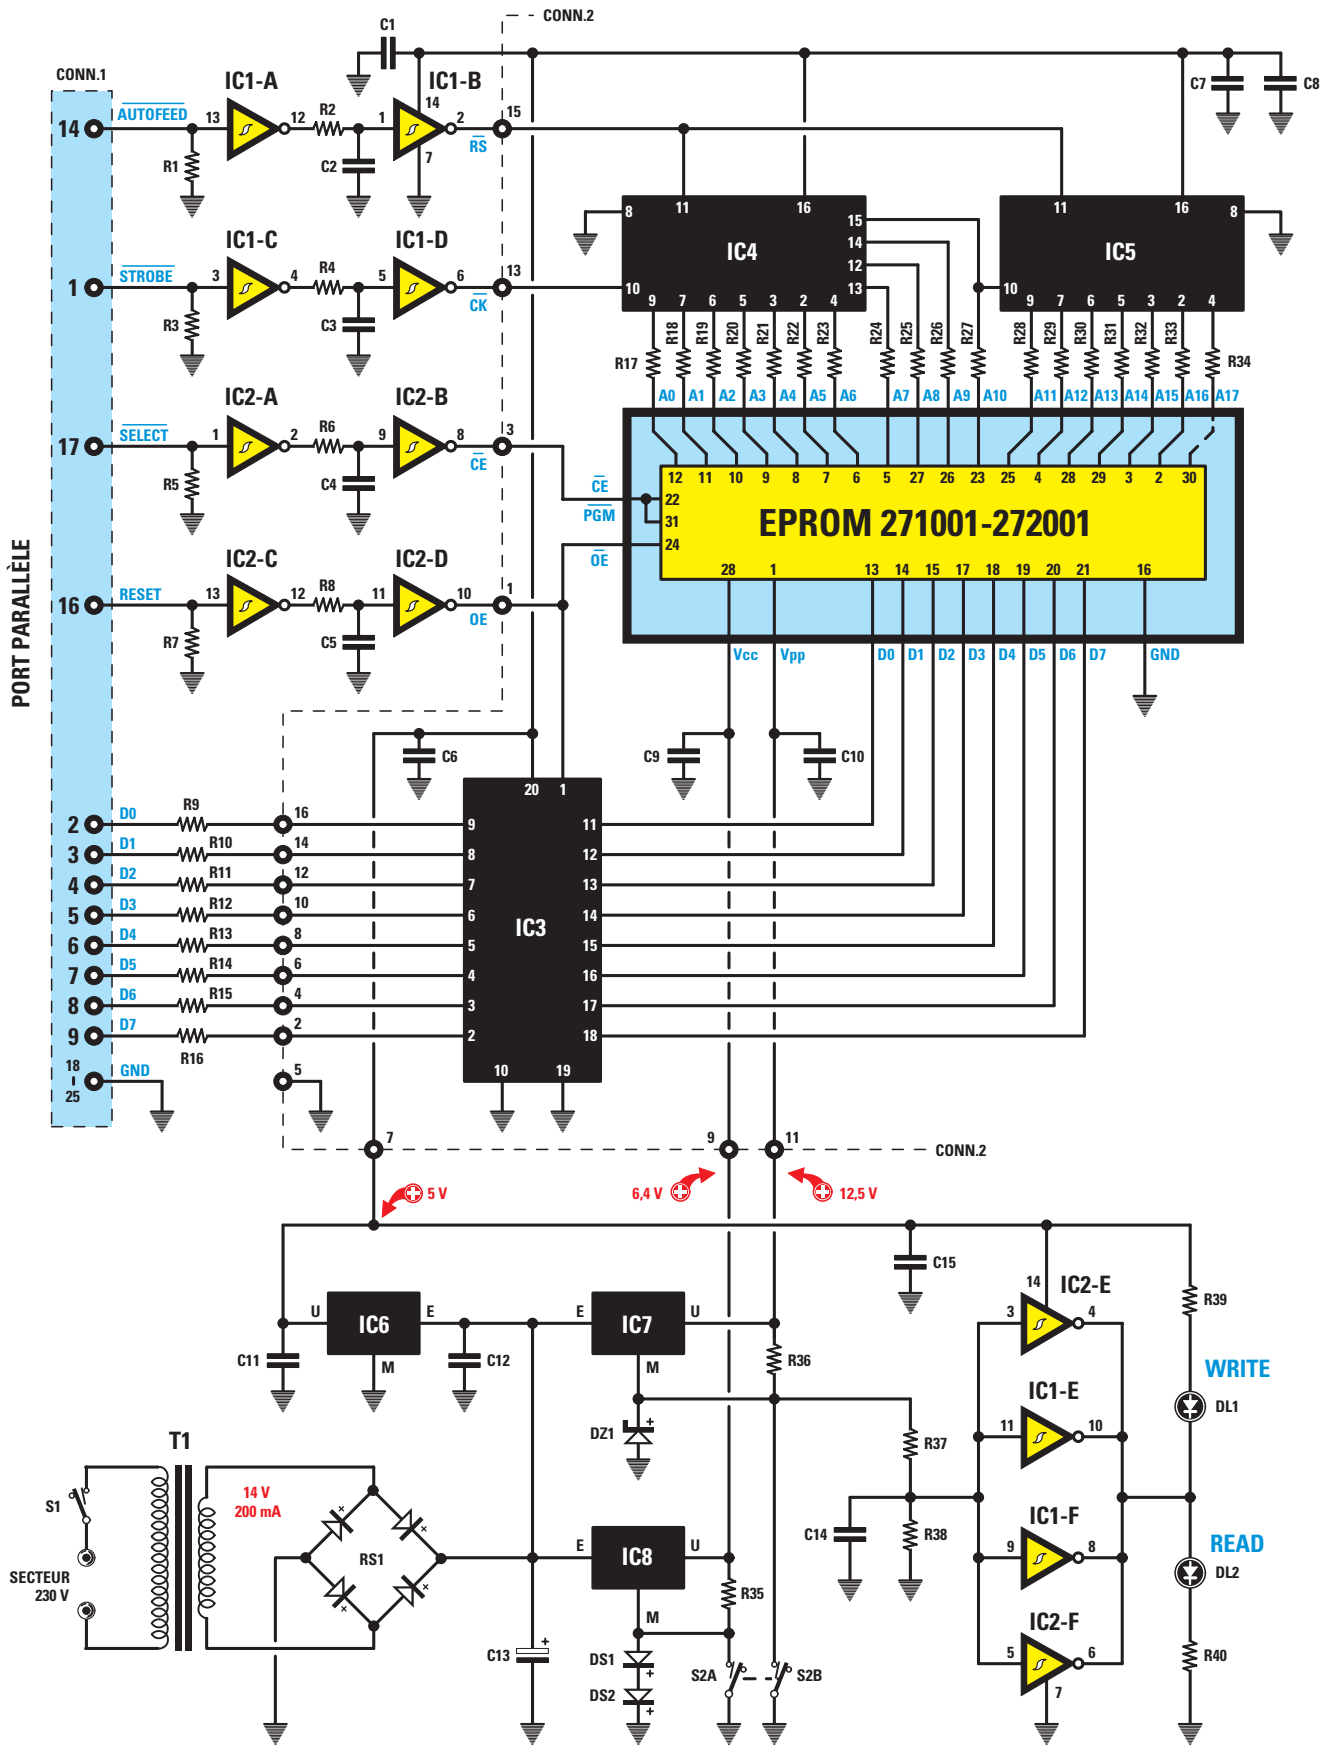 CONN.2
C1
CONN.1
IC1-A
IC1-B
C7
C8
14
AUTOFEED
13
12
R2
1
14
2
15
RS
R1
C2
7
11
16
11
16
8
8
15
14
12
13
IC4
IC5
IC1-C
IC1-D
1
STROBE
3
4
R4
5
6
13
CK
10
10
R3
C3
9 7 6 5 3 2 4
9 7 6 5 3 2 4
R17 R18 R19 R20 R21 R22 R23 R24 R25 R26 R27 R28 R29 R30 R31 R32 R33 R34
A0 A1 A2 A3 A4 A5 A6 A7 A8 A9 A10 A11 A12 A13 A14 A15 A16 A17
IC2-A
IC2-B
17
SELECT
1
2
R6
9
8
3
CE
R5
C4
12 11 10 9 8 7 6 5 27 26 23 25 4 28 29 3 2 30
CE
22
PGM
31
OE
24
EPROM 271001-272001
28 1 13 14 15 17 18 19 20 21 16
IC2-C
IC2-D
PORT PARALLÈLE
16
RESET
13
12
R8
11
10
1
OE
R7
C5
Vcc Vpp D0 D1 D2 D3 D4 D5 D6 D7 GND
C6
C9
C10
20 1
2 D0 R9 16 9 11
3 D1 R10 14 8 12
4 D2 R11 12 7 13
5 D3 R12 10 6 14
IC3
6 D4 R13 8 5 15
7 D5 R14 6 4 16
8 D6 R15 4 3 17
9 D7 R16 2 2 18
18
-
25
GND
5
10 19
7
9
11
CONN.2
5 V
6,4 V
12,5 V
C15
14
IC2-E
3
4
R39
U
IC6
E
M
C11
C12
E
IC7
U
M
R36
WRITE
DL1
IC1-E
11
10
DZ1
R37
T1
S1
14 V
200 mA
RS1
SECTEUR
230 V
C14
R38
IC1-F
9
8
READ
DL2
E
IC8
U
M
R35
IC2-F
5
6
7
R40
C13
DS1
DS2
S2A
S2B